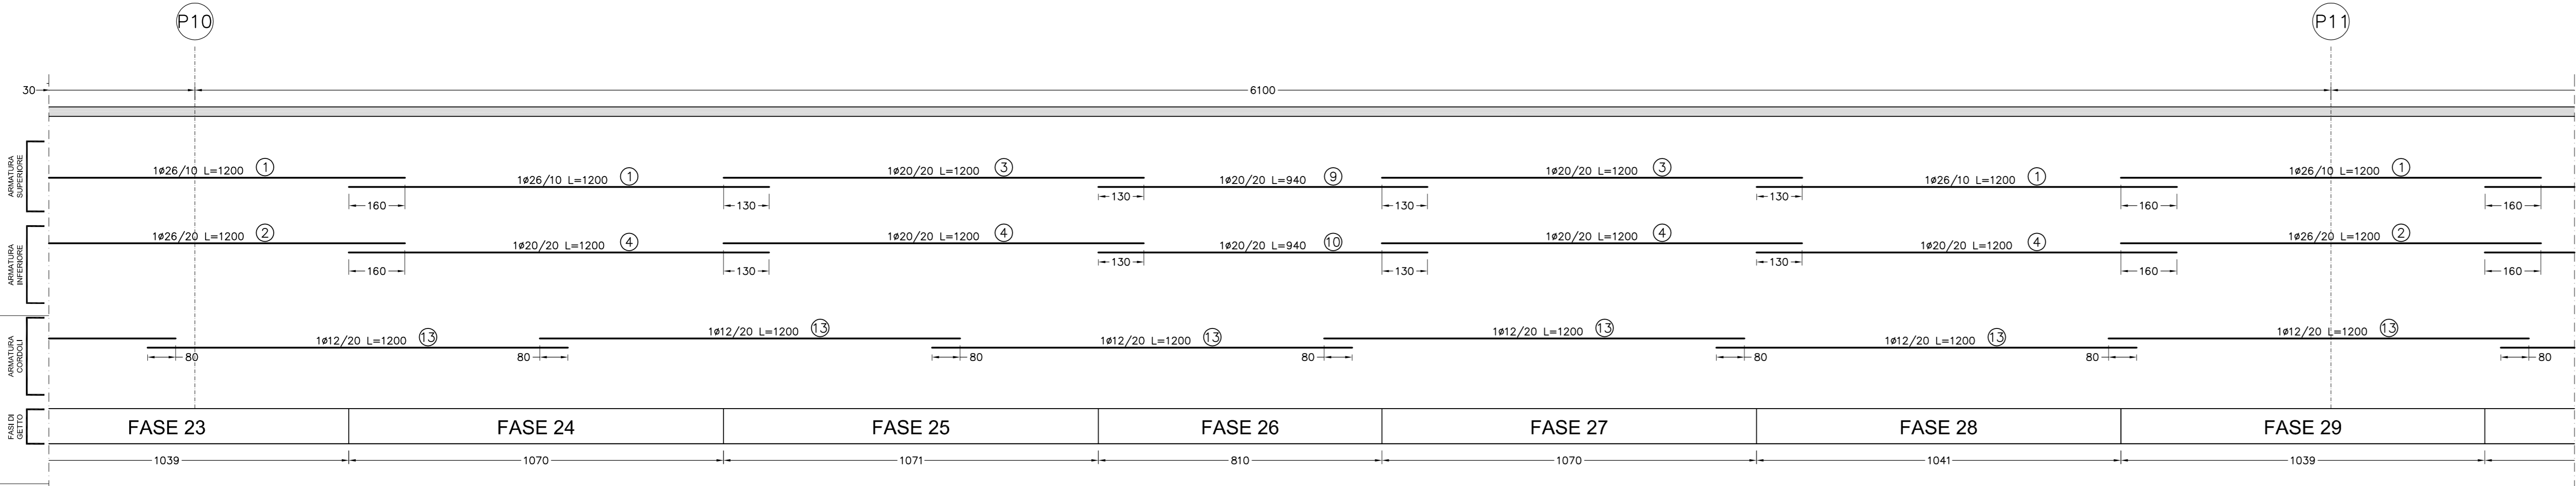 P10 P11
30 6100
ARMATURA
SUPERIORE
1ø26/10 L=1200 1
1ø26/10 L=1200 1
1ø20/20 L=1200 3
1ø20/20 L=940 9
1ø20/20 L=1200 3
1ø26/10 L=1200 1
1ø26/10 L=1200 1
160 130 130 130 130 160 160
ARMATURA
INFERIORE
1ø26/20 L=1200 2
1ø20/20 L=1200 4
1ø20/20 L=1200 4
1ø20/20 L=940 10
1ø20/20 L=1200 4
1ø20/20 L=1200 4
1ø26/20 L=1200 2
160 130 130 130 130 160 160
ARMATURA
CORDOLI
1ø12/20 L=1200 13
1ø12/20 L=1200 13
1ø12/20 L=1200 13
1ø12/20 L=1200 13
1ø12/20 L=1200 13
1ø12/20 L=1200 13
80 80 80 80 80 80 80
FASI DI
GETTO
FASE 23 FASE 24 FASE 25 FASE 26 FASE 27 FASE 28 FASE 29
1039 1070 1071 810 1070 1041 1039